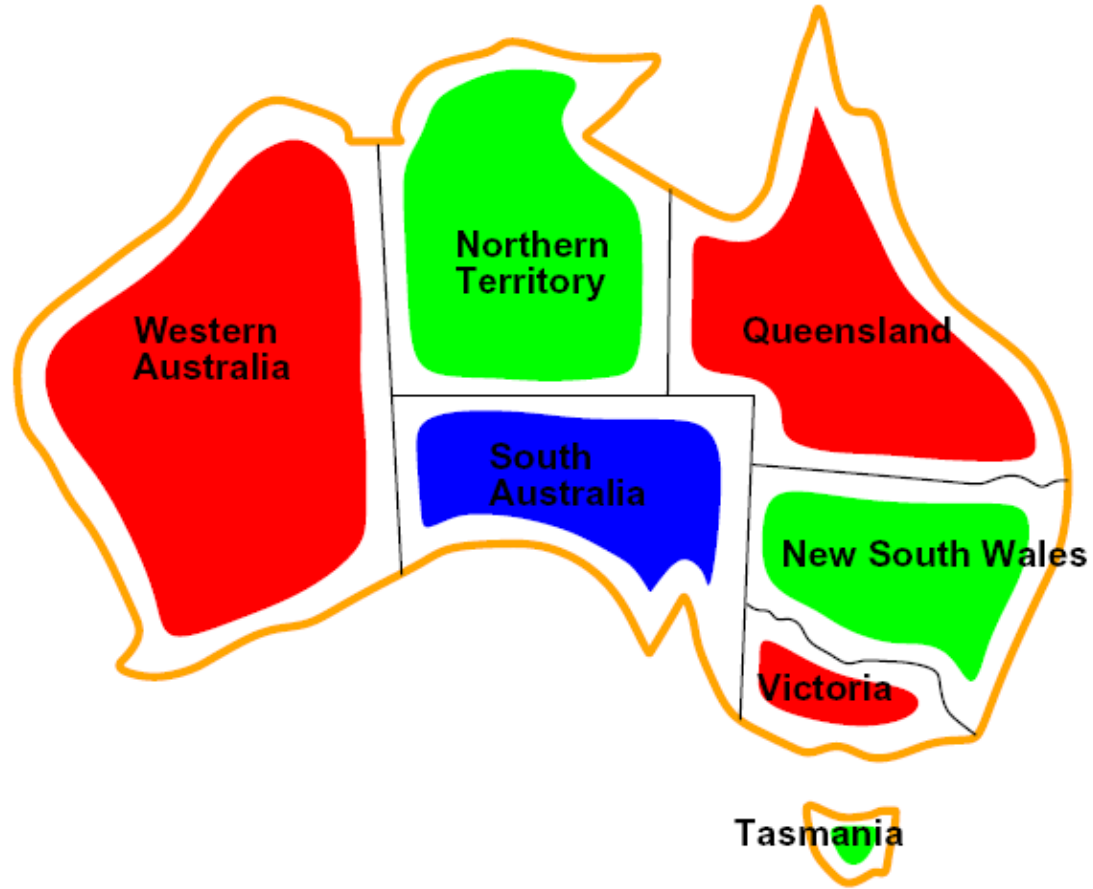 Northern
Territory
Western
Australia
Queensland
South
Australia
New South Wales
Victoria
Tasmania